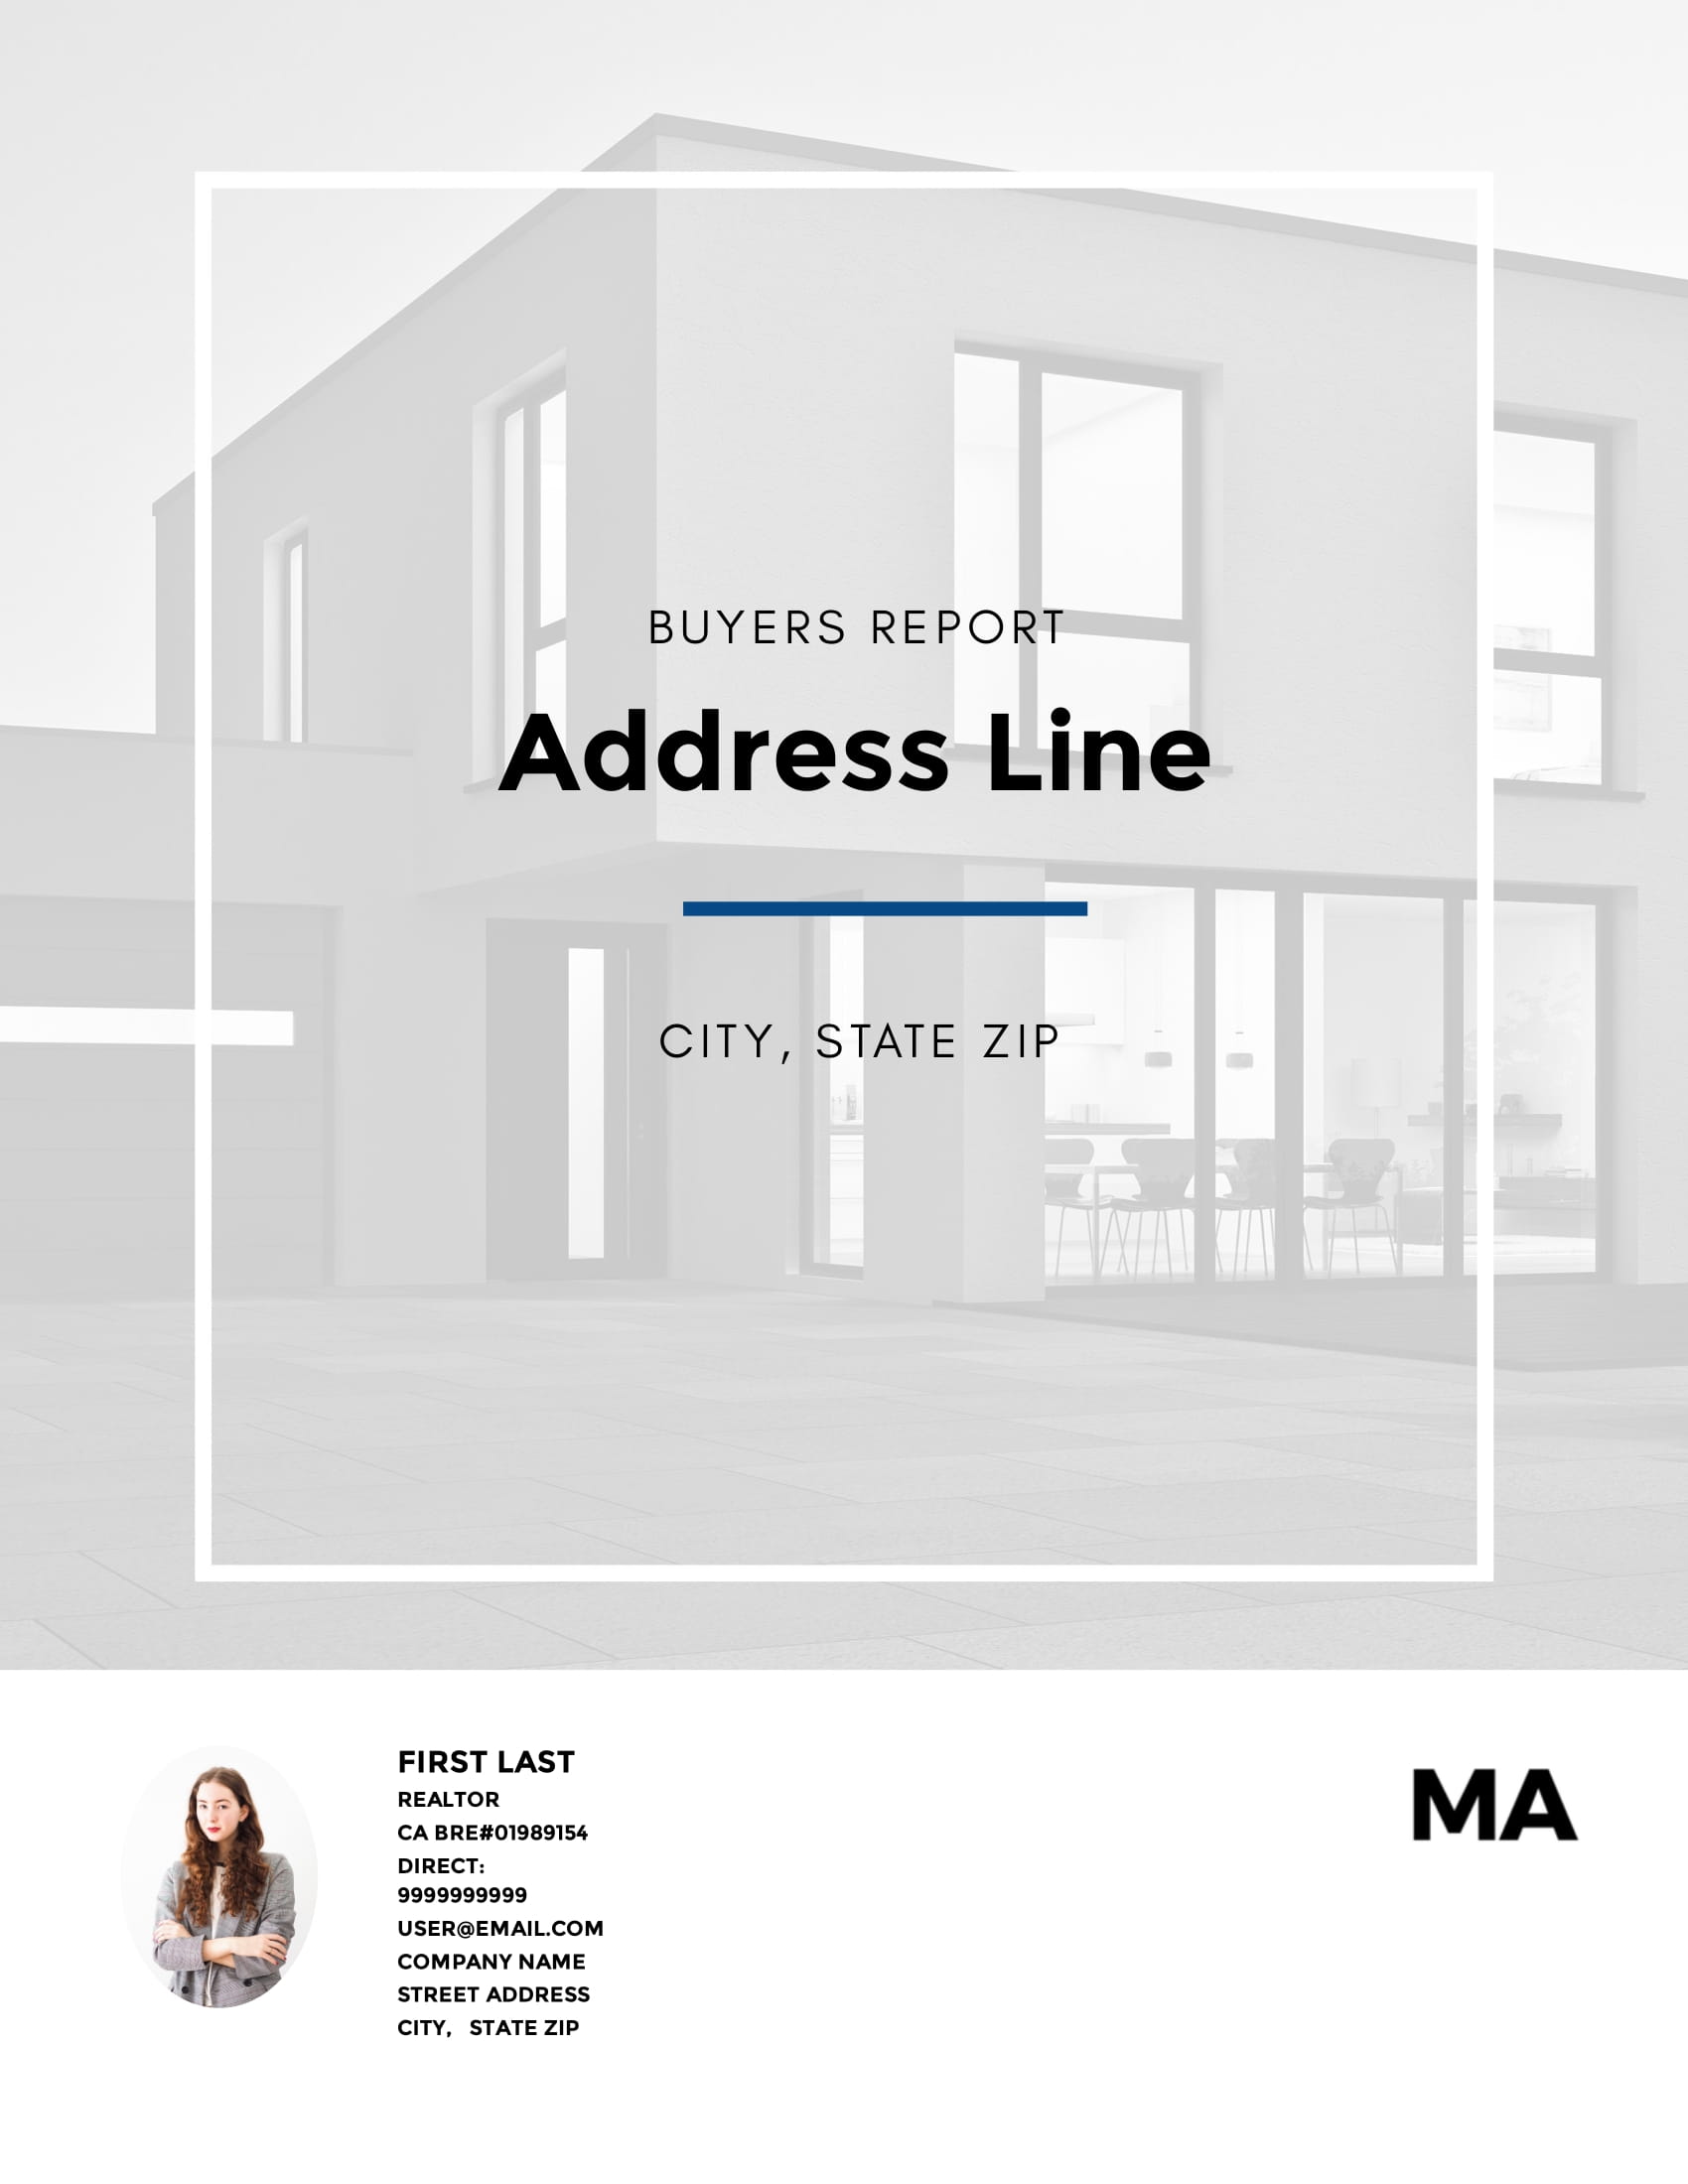 BUYERS REPORT
Address Line
CITY, STATE ZIP
FIRST LAST
REALTOR
CA BRE#01989154
DIRECT:
9999999999
USER@EMAIL.COM
COMPANY NAME
STREET ADDRESS
CITY, STATE ZIP
MA